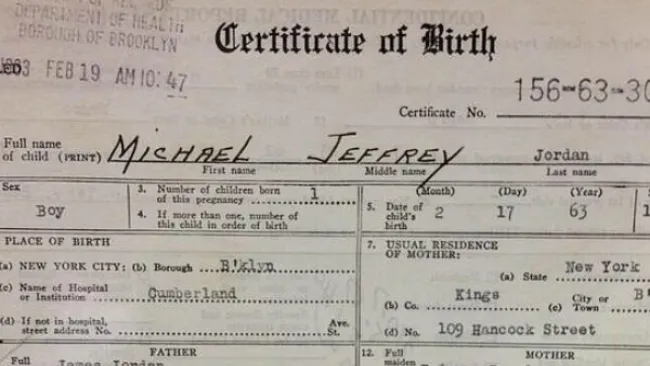 DEPARTMENT OF HEALTH
BOROUGH OF BROOKLYN
FEB 19 AM 10:47
Certificate of Birth
156-63-30
Certificate No.
Full name
of child (PRINT) MICHAEL JEFFREY Jordan
First name Middle name Last name
Sex
Boy
3. Number of children born
of this pregnancy 1
4. If more than one, number of
this child in order of birth
5. Date of
child's
birth
(Month) (Day) (Year)
2 17 63
PLACE OF BIRTH
(a) NEW YORK CITY: (b) Borough B'klyn
(c) Name of Hospital
or Institution Cumberland
(d) If not in hospital, Ave.
street address No. St.
7. USUAL RESIDENCE
OF MOTHER:
(a) State New York
(b) Co. Kings (c) City or
Town
(d) No. 109 Hancock Street
FATHER
Full James Jordan
12. Full MOTHER
maiden